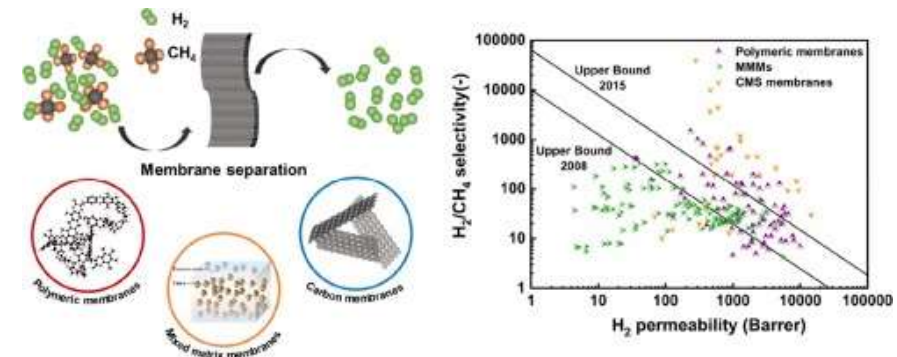 H2
CH4
Membrane separation
Polymeric membranes
Mixed matrix membranes
Carbon membranes
H2/CH4 selectivity(-)
100000
10000
1000
100
10
1
Upper Bound
2015
Upper Bound
2008
Polymeric membranes
MMMs
CMS membranes
1
10
100
1000
10000
100000
H2 permeability (Barrer)